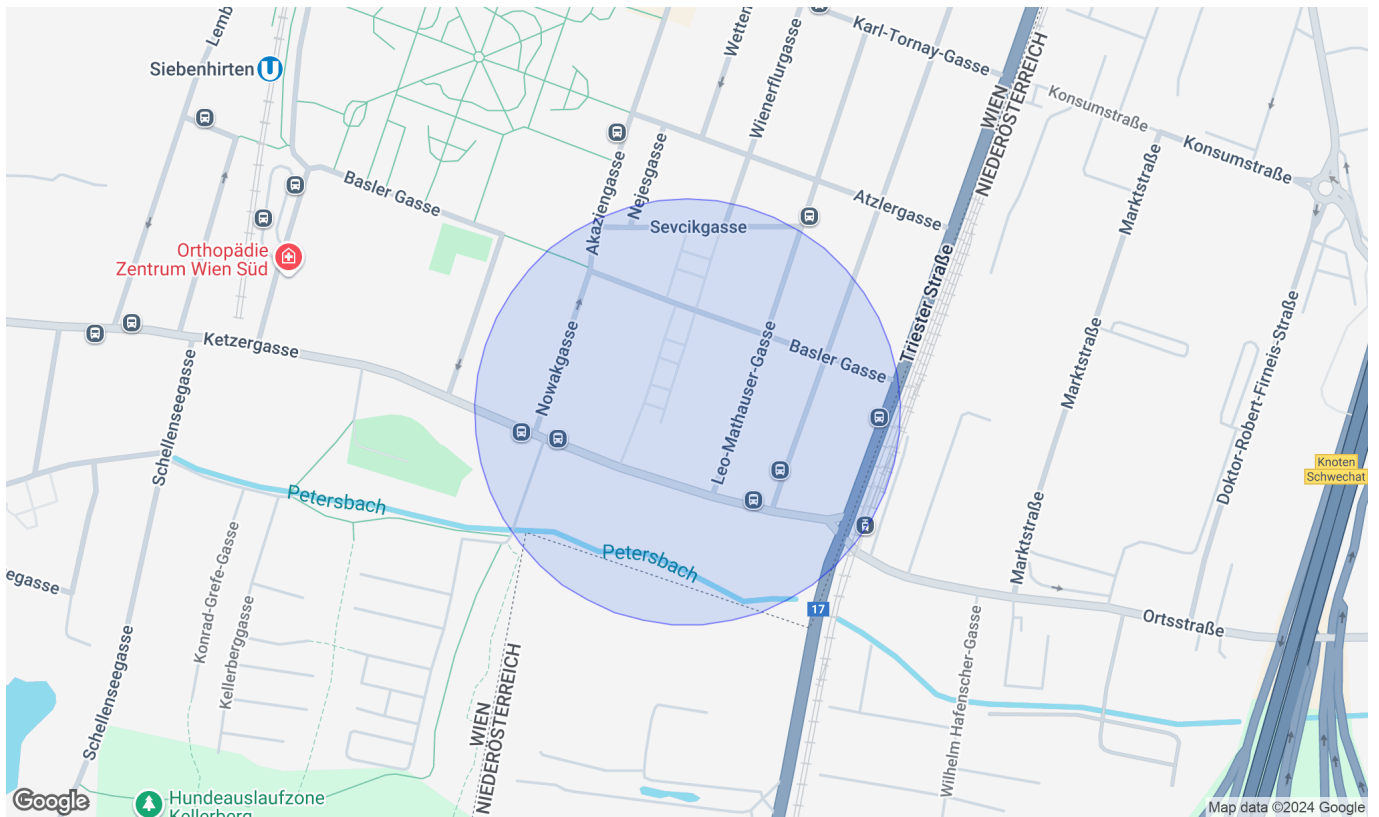 Lemb
Wetten
Wienerflurgasse
Karl-Tornay-Gasse
Siebenhirten
WIEN
NIEDERÖSTERREICH
Konsumstraße
Konsumstraße
Marktstraße
Basler Gasse
Akaziengasse
Nejesgasse
Atzlergasse
Sevcikgasse
Orthopädie
Zentrum Wien Süd
Triester Straße
Ketzergasse
Nowakgasse
Leo-Mathauser-Gasse
Basler Gasse
Marktstraße
Doktor-Robert-Firneis-Straße
Schellenseegasse
Knoten
Schwechat
Petersbach
Petersbach
Marktstraße
egasse
Konrad-Grefe-Gasse
Kellerberggasse
17
Ortsstraße
Schellenseegasse
WIEN
NIEDERÖSTERREICH
Wilhelm Hafenscher-Gasse
Hundeauslaufzone
Kellerberg
Google
Map data ©2024 Google